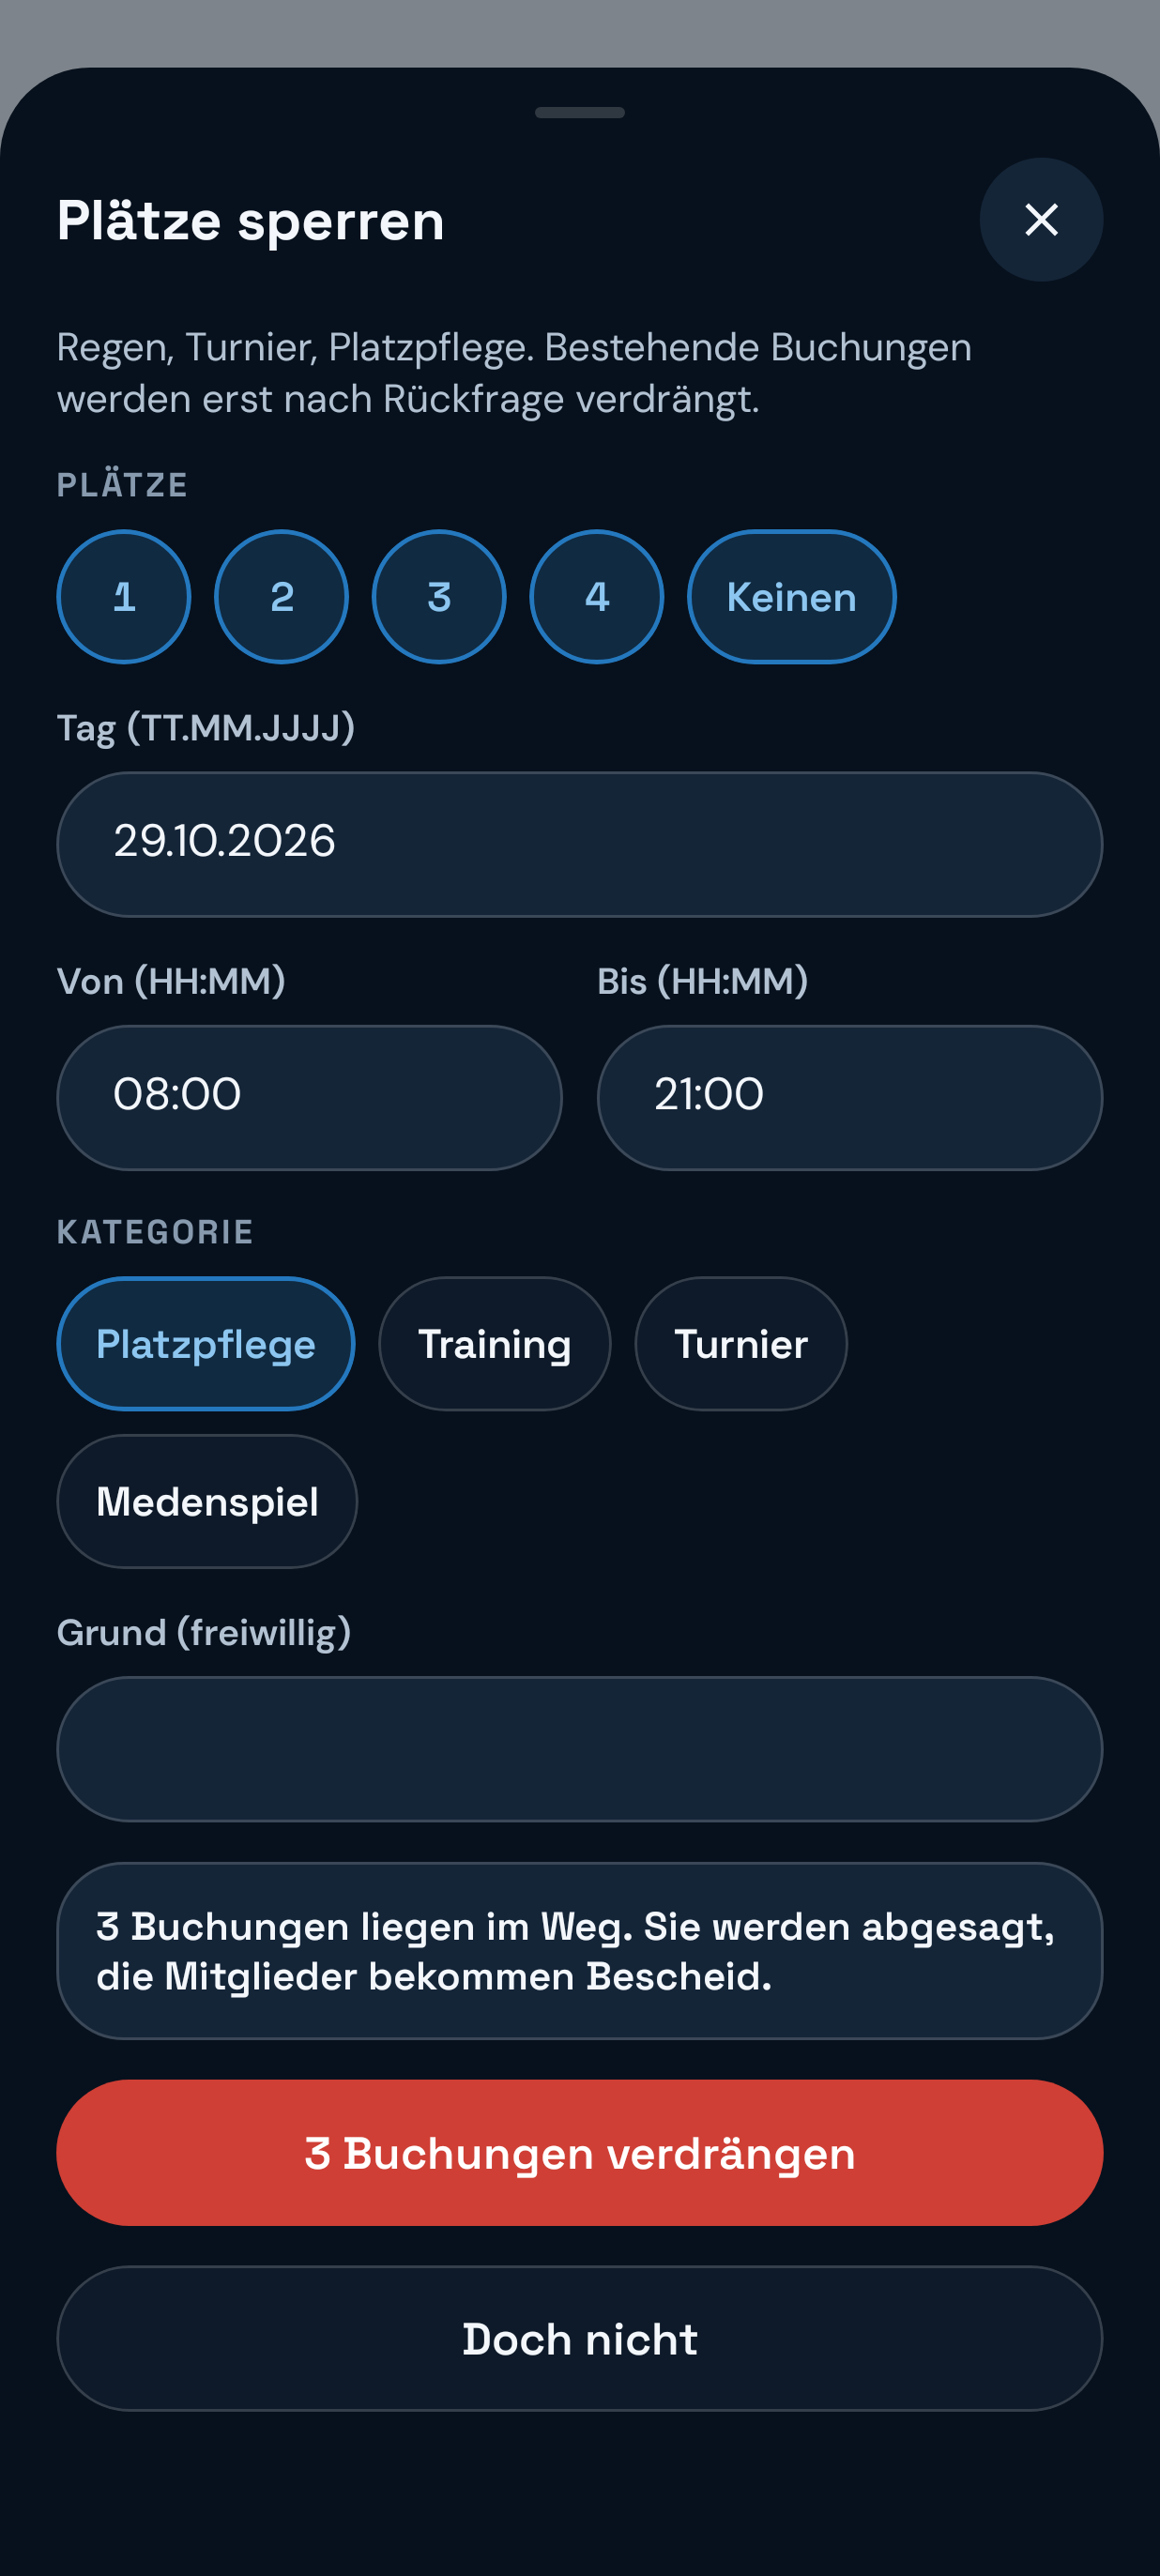 Plätze sperren
Regen, Turnier, Platzpflege. Bestehende Buchungen
werden erst nach Rückfrage verdrängt.
PLÄTZE
1 2 3 4 Keinen
Tag (TT.MM.JJJJ)
29.10.2026
Von (HH:MM) Bis (HH:MM)
08:00 21:00
KATEGORIE
Platzpflege Training Turnier
Medenspiel
Grund (freiwillig)
3 Buchungen liegen im Weg. Sie werden abgesagt,
die Mitglieder bekommen Bescheid.
3 Buchungen verdrängen
Doch nicht